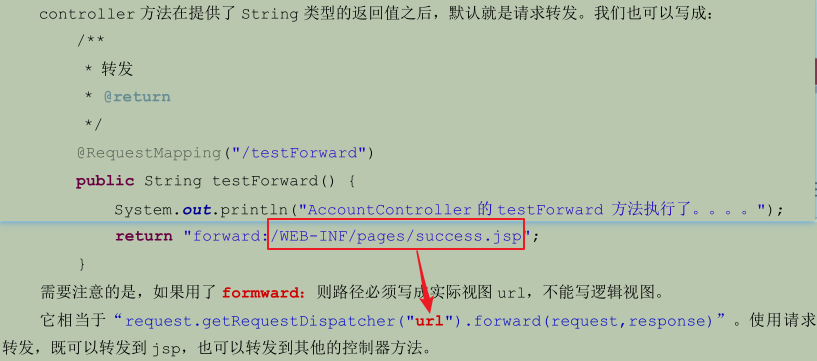 controller 方法在提供了 String 类型的返回值之后，默认就是请求转发。我们也可以写成：
/**
* 转发
* @return
*/
@RequestMapping("/testForward")
public String testForward() {
System.out.println("AccountController 的 testForward 方法执行了。。。。");
return "forward:/WEB-INF/pages/success.jsp";
}
需要注意的是，如果用了 formward：则路径必须写成实际视图 url，不能写逻辑视图。
它相当于“request.getRequestDispatcher("url").forward(request,response)”。使用请求
转发，既可以转发到 jsp，也可以转发到其他的控制器方法。